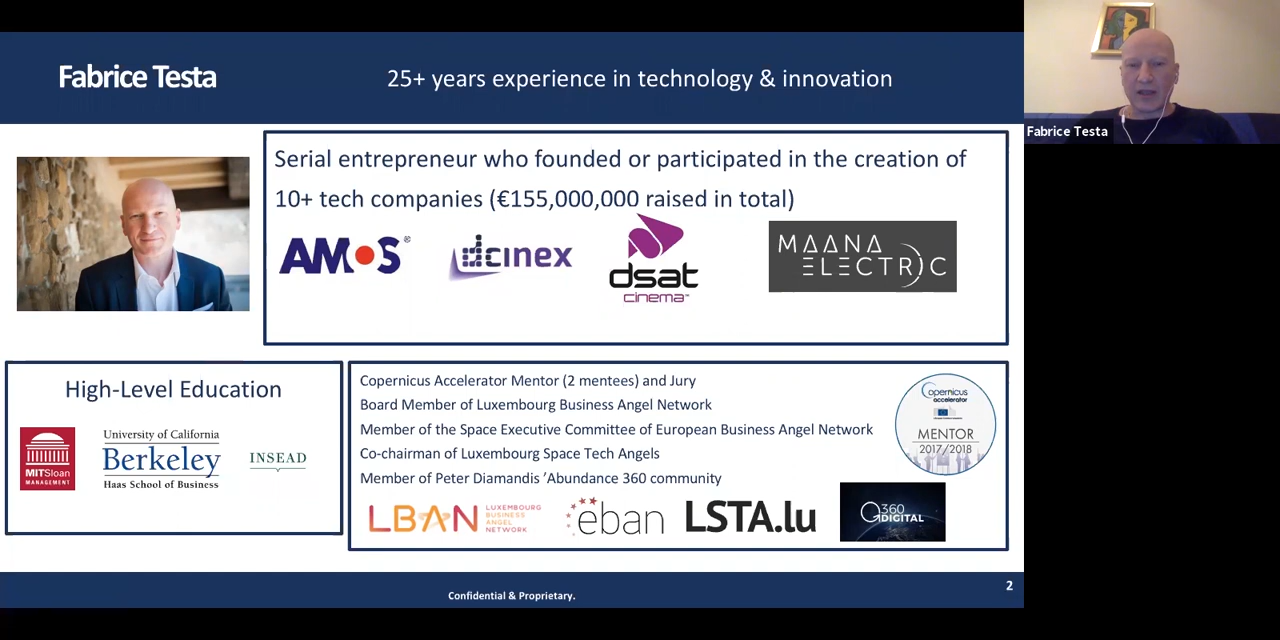 Fabrice Testa
25+ years experience in technology & innovation
Fabrice Testa
Serial entrepreneur who founded or participated in the creation of
10+ tech companies (€155,000,000 raised in total)
AMOS®
dcinex
dsat
cinema™
MAANA
ELECTRIC
High-Level Education
MITSloan
MANAGEMENT
University of California
Berkeley
Haas School of Business
INSEAD
Copernicus Accelerator Mentor (2 mentees) and Jury
Board Member of Luxembourg Business Angel Network
Member of the Space Executive Committee of European Business Angel Network
Co-chairman of Luxembourg Space Tech Angels
Member of Peter Diamandis ’Abundance 360 community
Copernicus
accelerator
MENTOR
2017/2018
LBAN
LUXEMBOURG
BUSINESS
ANGEL
NETWORK
eban
LSTA.lu
360
DIGITAL
Confidential & Proprietary.
2